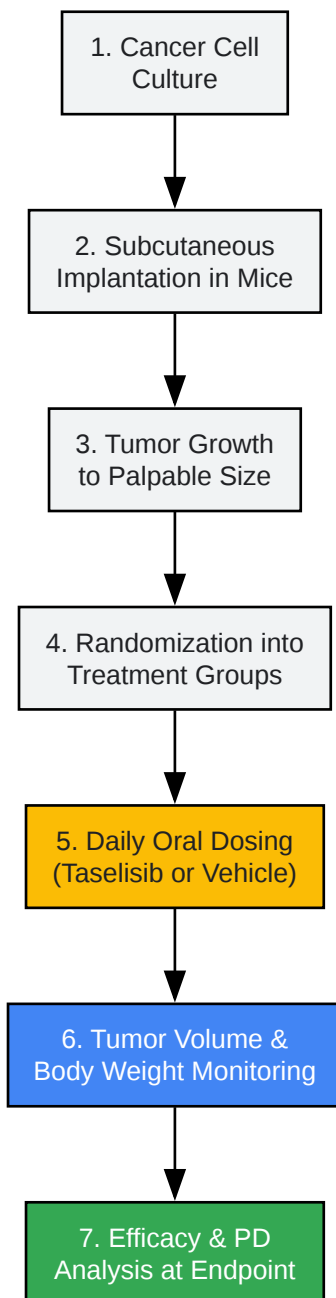 1. Cancer Cell
Culture
2. Subcutaneous
Implantation in Mice
3. Tumor Growth
to Palpable Size
4. Randomization into
Treatment Groups
5. Daily Oral Dosing
(Taselisib or Vehicle)
6. Tumor Volume &
Body Weight Monitoring
7. Efficacy & PD
Analysis at Endpoint